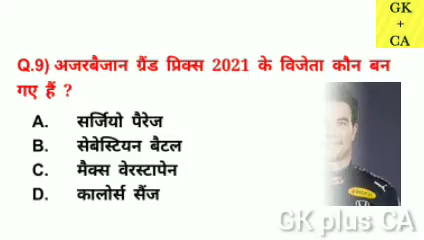 GK
+
CA
Q.9) अजरबैजान ग्रैंड प्रिक्स 2021 के विजेता कौन बन
गए हैं ?
A. सर्जियो पैरेज
B. सेबेस्टियन बैटल
C. मैक्स वेरस्टापेन
D. कालोर्स सैंज
GK plus CA